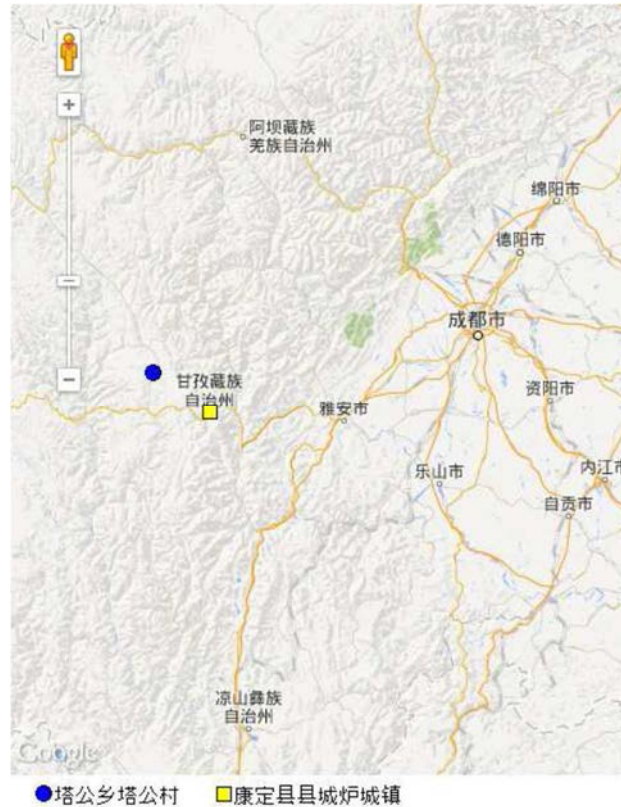 阿坝藏族
羌族自治州
绵阳市
德阳市
成都市
甘孜藏族
自治州
资阳市
雅安市
乐山市
内江市
自贡市
凉山彝族
自治州
Google
塔公乡塔公村 康定县县城炉城镇